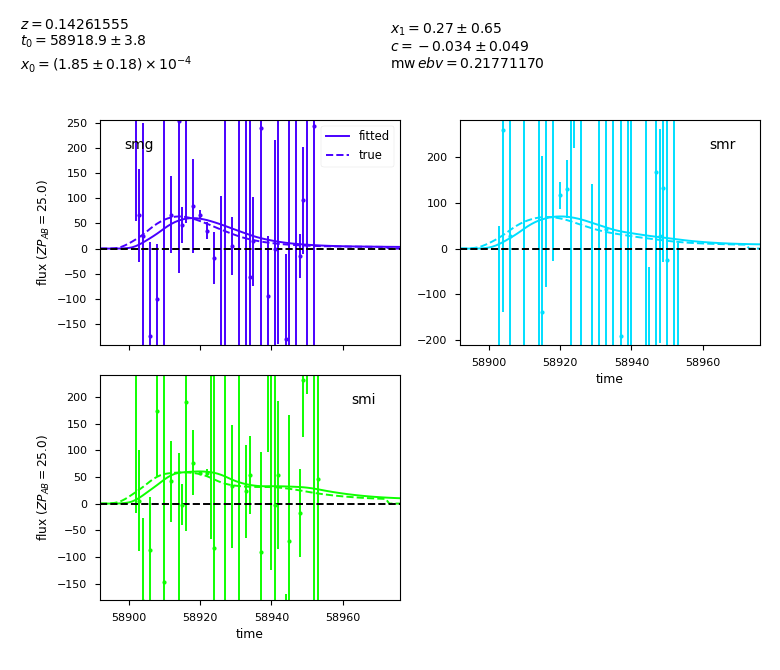 z = 0.14261555
t₀ = 58918.9 ± 3.8
x₀ = (1.85 ± 0.18) × 10⁻⁴
x₁ = 0.27 ± 0.65
c = −0.034 ± 0.049
mw ebv = 0.21771170
smg
fitted
true
250
200
150
100
50
0
−50
−100
−150
flux (ZP_AB = 25.0)
smr
200
100
0
−100
−200
58900 58920 58940 58960
time
smi
200
150
100
50
0
−50
−100
−150
flux (ZP_AB = 25.0)
58900 58920 58940 58960
time